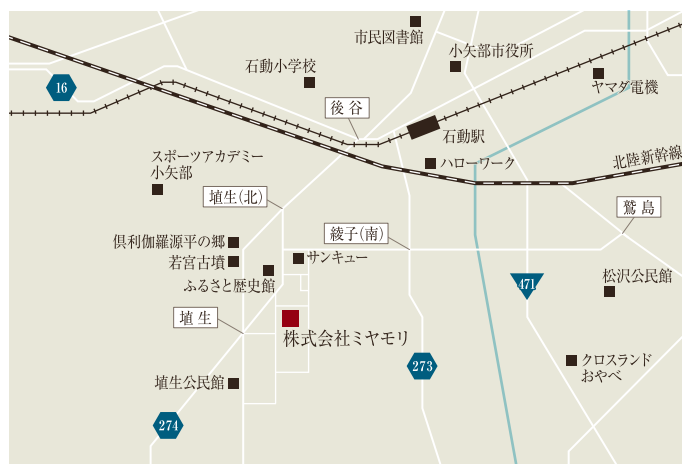 市民図書館
小矢部市役所
石動小学校
16
ヤマダ電機
後谷
石動駅
ハローワーク
北陸新幹線
スポーツアカデミー
小矢部
埴生(北)
鷲島
綾子(南)
倶利伽羅源平の郷
サンキュー
若宮古墳
ふるさと歴史館
松沢公民館
471
埴生
株式会社ミヤモリ
クロスランド
おやべ
273
埴生公民館
274